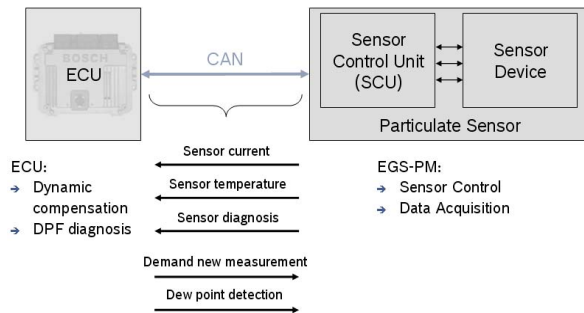 BOSCH
ECU
CAN
Sensor
Control Unit
(SCU)
Sensor
Device
Particulate Sensor
Sensor current
Sensor temperature
Sensor diagnosis
Demand new measurement
Dew point detection
ECU:
→ Dynamic
compensation
→ DPF diagnosis
EGS-PM:
→ Sensor Control
→ Data Acquisition